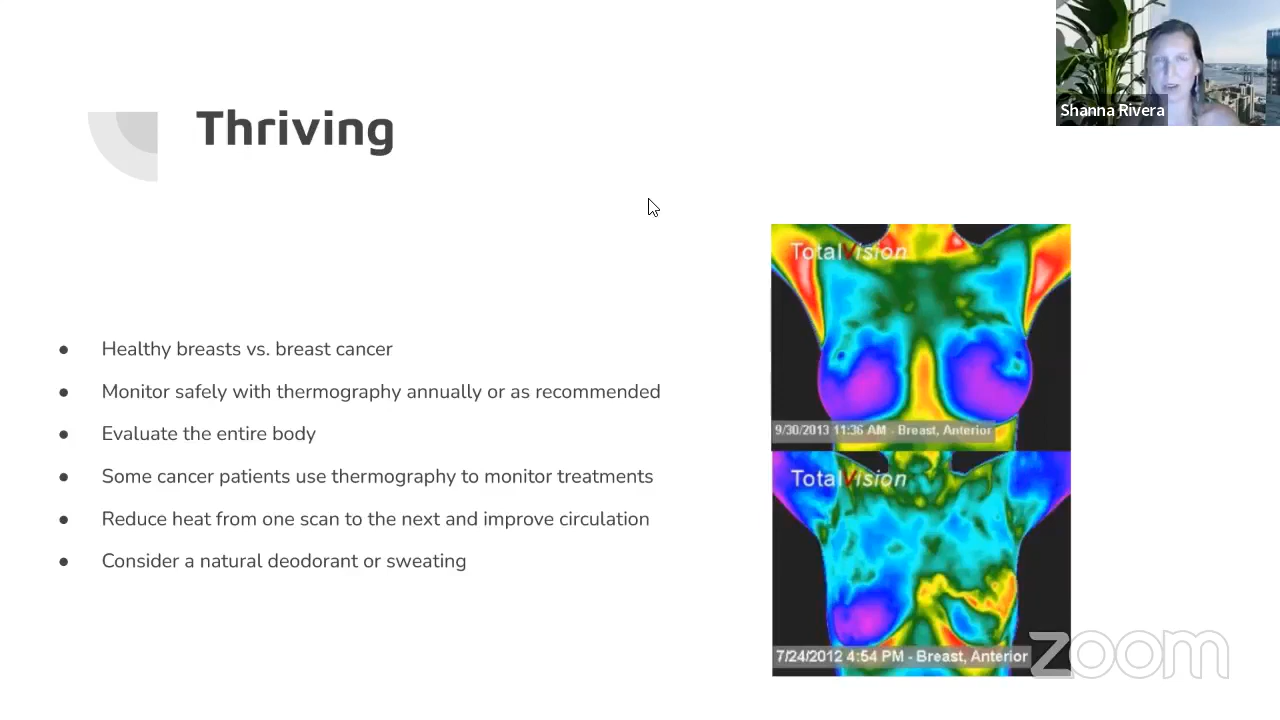 Shanna Rivera
Thriving
● Healthy breasts vs. breast cancer
● Monitor safely with thermography annually or as recommended
● Evaluate the entire body
● Some cancer patients use thermography to monitor treatments
● Reduce heat from one scan to the next and improve circulation
● Consider a natural deodorant or sweating
TotalVision
9/30/2013 11:36 AM - Breast, Anterior
TotalVision
7/24/2012 4:54 PM - Breast, Anterior
zoom